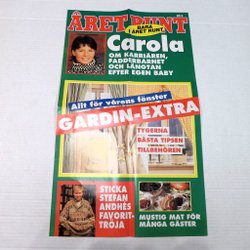 ÅRET RUNT
BARA
I ÅRET RUNT
Carola
OM KARRIÄREN,
FADDERBARNET
OCH LÄNGTAN
EFTER EGEN BABY
Allt för vårens fönster
GARDIN-EXTRA
TYGERNA
BÄSTA TIPSEN
TILLBEHÖREN
STICKA
STEFAN
ANDHÉS
FAVORIT-
TRÖJA
MUSTIG MAT FÖR
MÅNGA GÄSTER